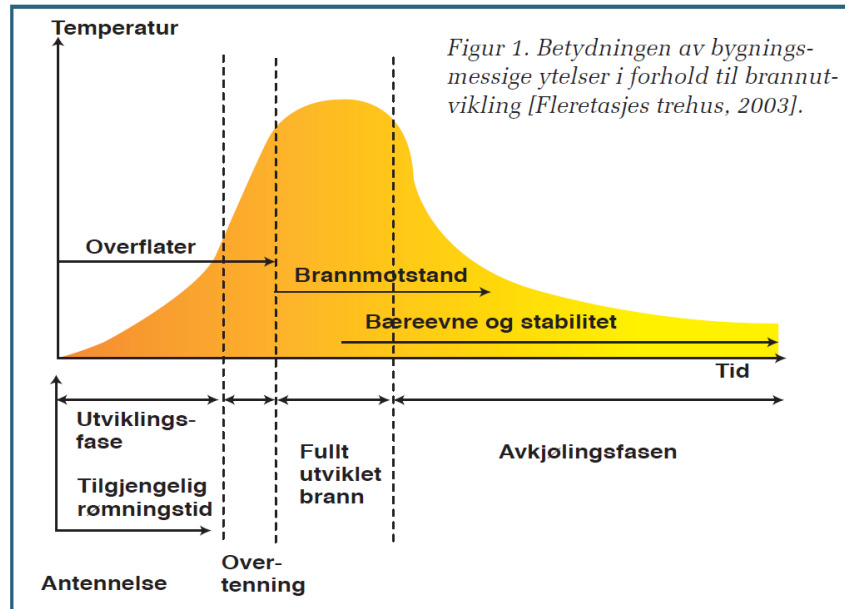 Temperatur
Figur 1. Betydningen av bygnings-
messige ytelser i forhold til brannut-
vikling [Fleretasjes trehus, 2003].
Overflater
Brannmotstand
Bæreevne og stabilitet
Tid
Utviklings-
fase
Tilgjengelig
rømningstid
Fullt
utviklet
brann
Avkjølingsfasen
Antennelse
Over-
tenning